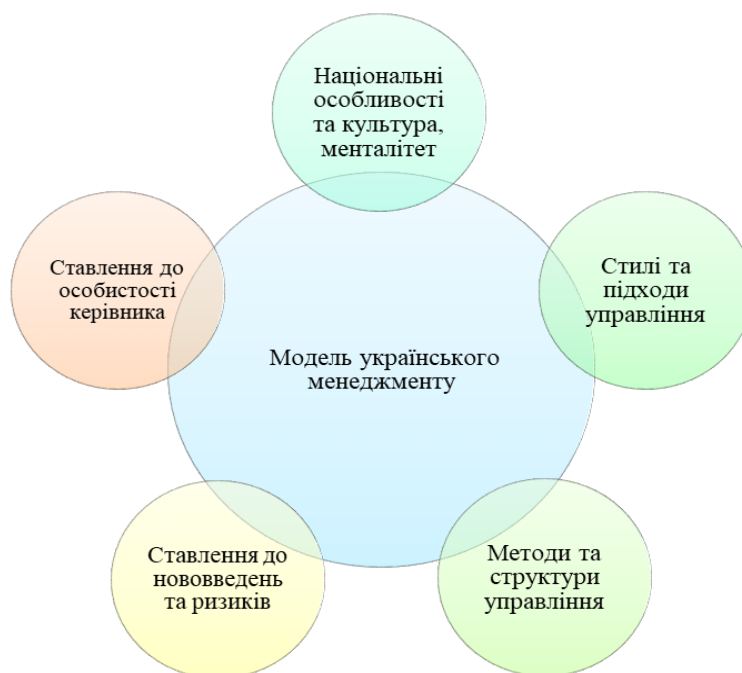 Національні
особливості
та культура,
менталітет
Ставлення до
особистості
керівника
Стилі та
підходи
управління
Модель українського
менеджменту
Ставлення до
нововведень
та ризиків
Методи та
структури
управління